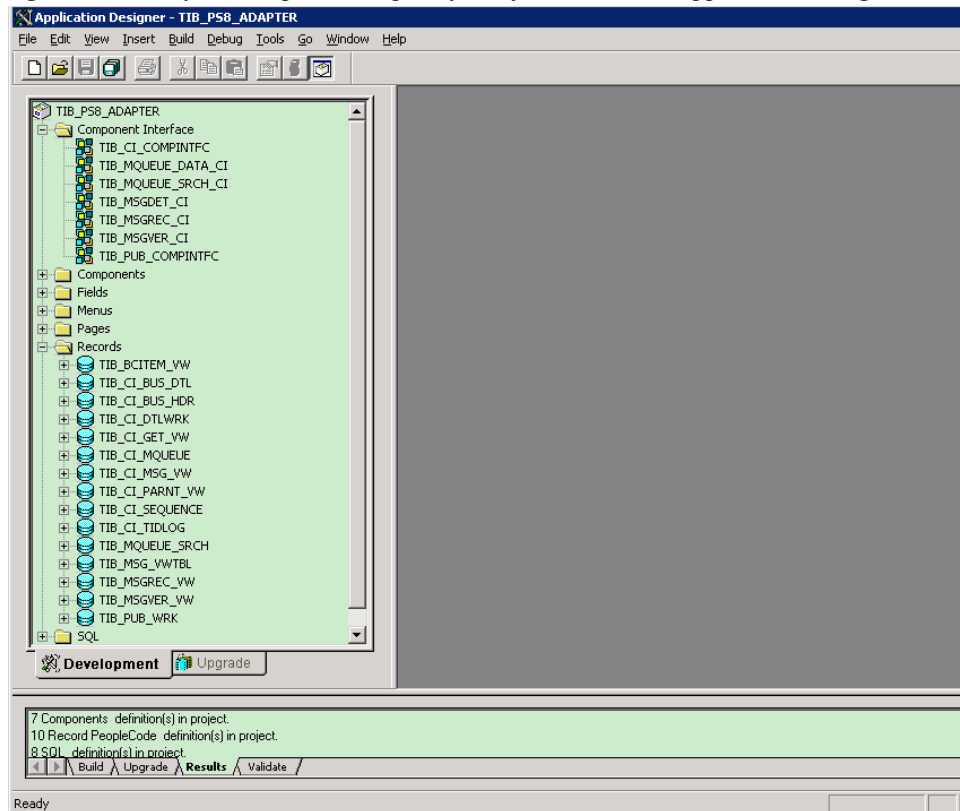 Application Designer - TIB_PS8_ADAPTER
File Edit View Insert Build Debug Tools Go Window Help
TIB_PS8_ADAPTER
Component Interface
TIB_CI_COMPINTFC
TIB_MQUEUE_DATA_CI
TIB_MQUEUE_SRCH_CI
TIB_MSGDET_CI
TIB_MSGREC_CI
TIB_MSGVER_CI
TIB_PUB_COMPINTFC
Components
Fields
Menus
Pages
Records
TIB_BCITEM_VW
TIB_CI_BUS_DTL
TIB_CI_BUS_HDR
TIB_CI_DTLWRK
TIB_CI_GET_VW
TIB_CI_MQUEUE
TIB_CI_MSG_VW
TIB_CI_PARNT_VW
TIB_CI_SEQUENCE
TIB_CI_TIDLOG
TIB_MQUEUE_SRCH
TIB_MSG_VWTBL
TIB_MSGREC_VW
TIB_MSGVER_VW
TIB_PUB_WRK
SQL
Development Upgrade
7 Components definition(s) in project.
10 Record PeopleCode definition(s) in project.
8 SQL definition(s) in project.
Build Upgrade Results Validate
Ready